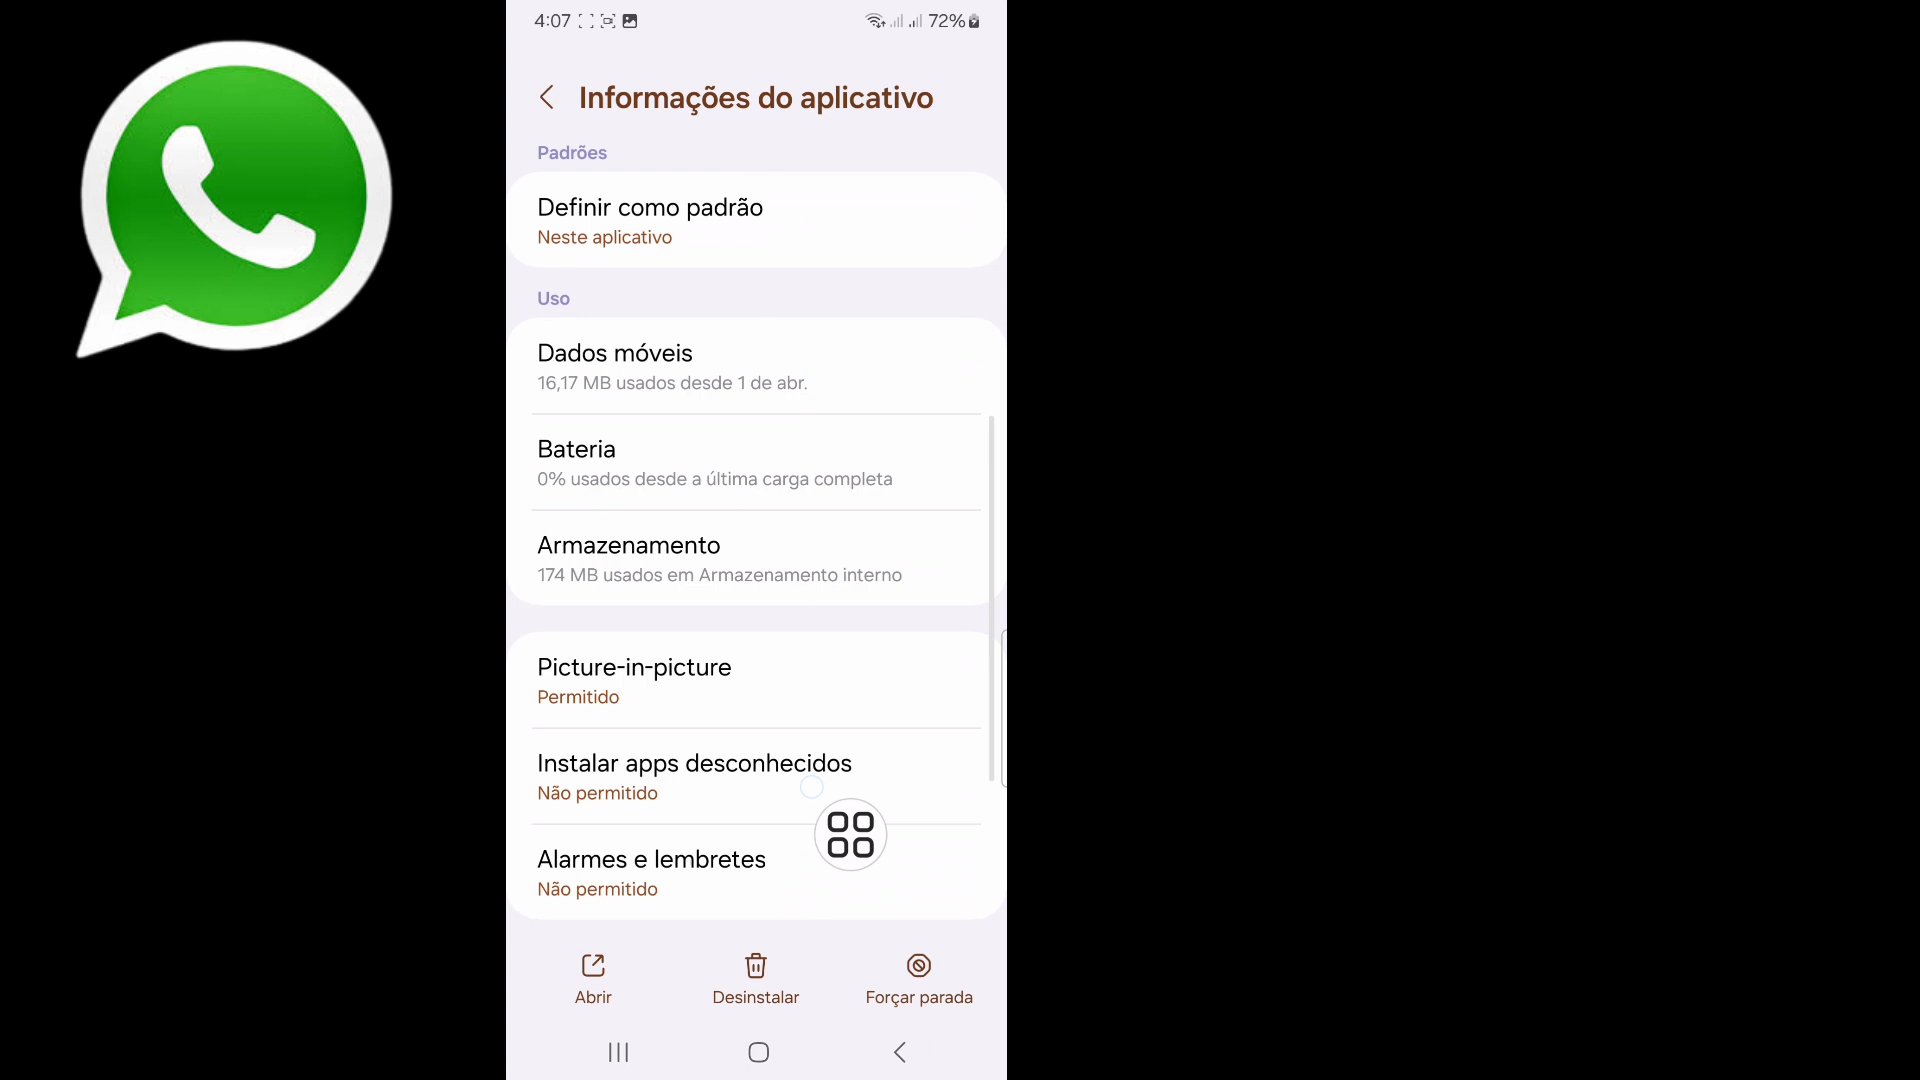 4:07
72%
Informações do aplicativo
Padrões
Definir como padrão
Neste aplicativo
Uso
Dados móveis
16,17 MB usados desde 1 de abr.
Bateria
0% usados desde a última carga completa
Armazenamento
174 MB usados em Armazenamento interno
Picture-in-picture
Permitido
Instalar apps desconhecidos
Não permitido
Alarmes e lembretes
Não permitido
Abrir
Desinstalar
Forçar parada